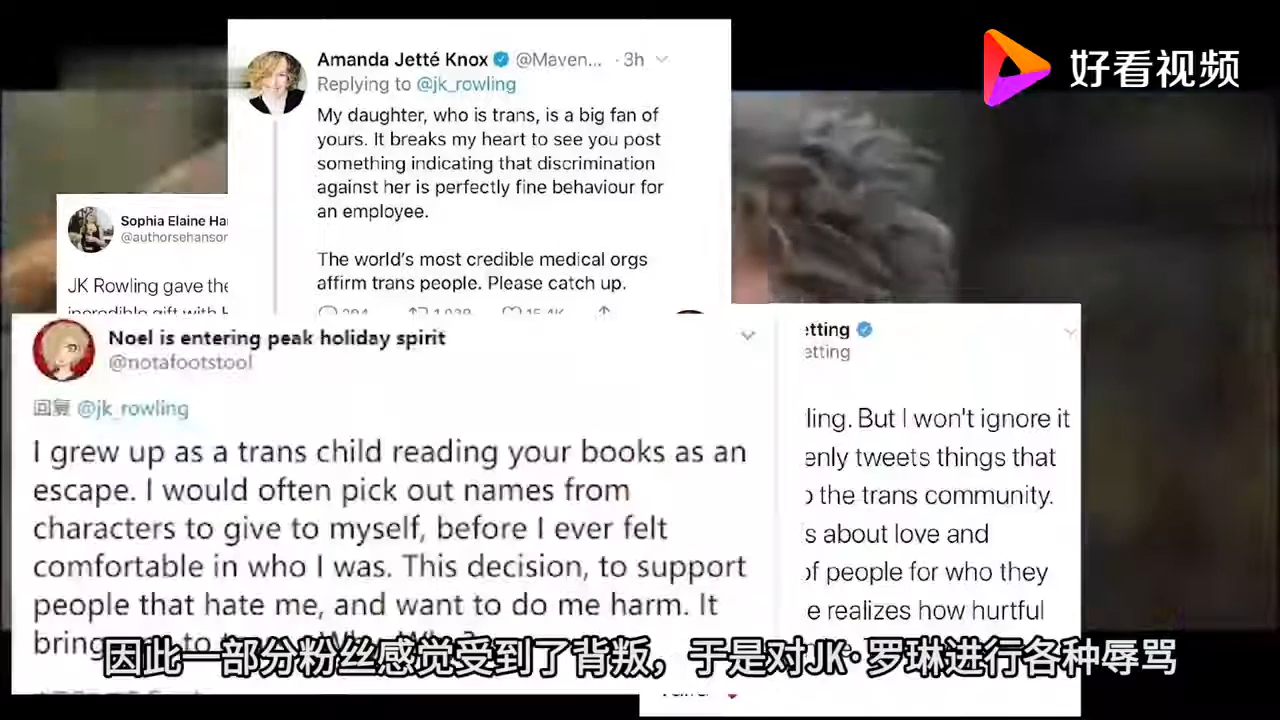 好看视频
Amanda Jetté Knox @Maven... · 3h
Replying to @jk_rowling
My daughter, who is trans, is a big fan of
yours. It breaks my heart to see you post
something indicating that discrimination
against her is perfectly fine behaviour for
an employee.
The world's most credible medical orgs
affirm trans people. Please catch up.
Sophia Elaine
@authorsehanson
JK Rowling gave the
incredible gift with
Noel is entering peak holiday spirit
@notafootstool
回复 @jk_rowling
I grew up as a trans child reading your books as an
escape. I would often pick out names from
characters to give to myself, before I ever felt
comfortable in who I was. This decision, to support
people that hate me, and want to do me harm. It
etting
etting
ling. But I won't ignore it
enly tweets things that
the trans community.
s about love and
of people for who they
e realizes how hurtful
因此一部分粉丝感觉受到了背叛，于是对JK·罗琳进行各种辱骂